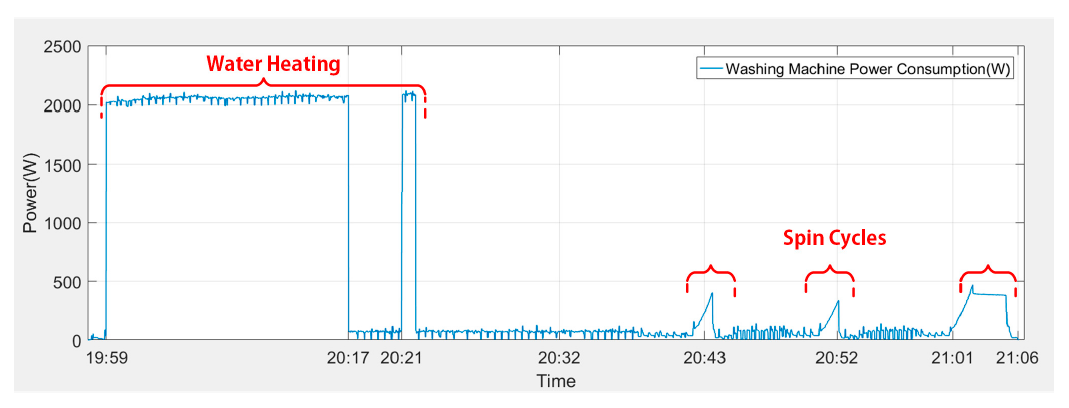 2500
Water Heating
Washing Machine Power Consumption(W)
2000
1500
Power(W)
1000
Spin Cycles
500
0
19:59 20:17 20:21 20:32 20:43 20:52 21:01 21:06
Time